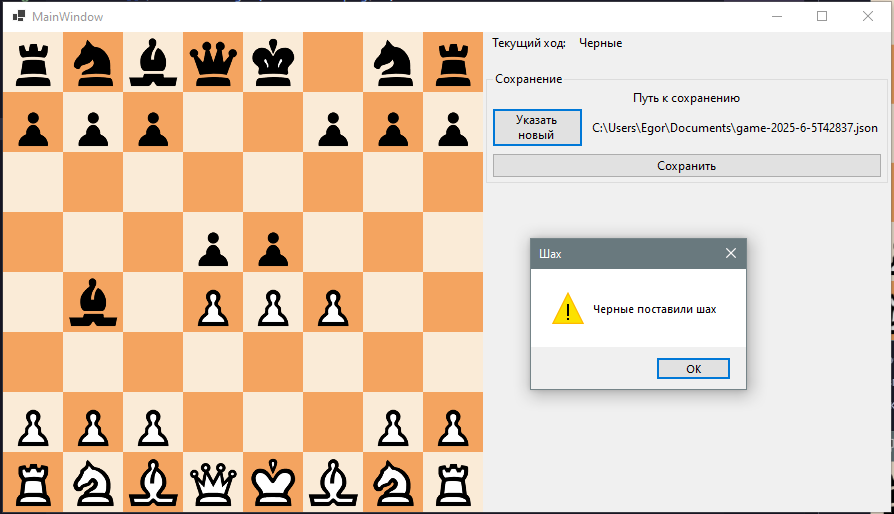 MainWindow
Текущий ход: Черные
Сохранение
Путь к сохранению
Указать
новый
C:\Users\Egor\Documents\game-2025-6-5T42837.json
Сохранить
Шах
Черные поставили шах
ОК